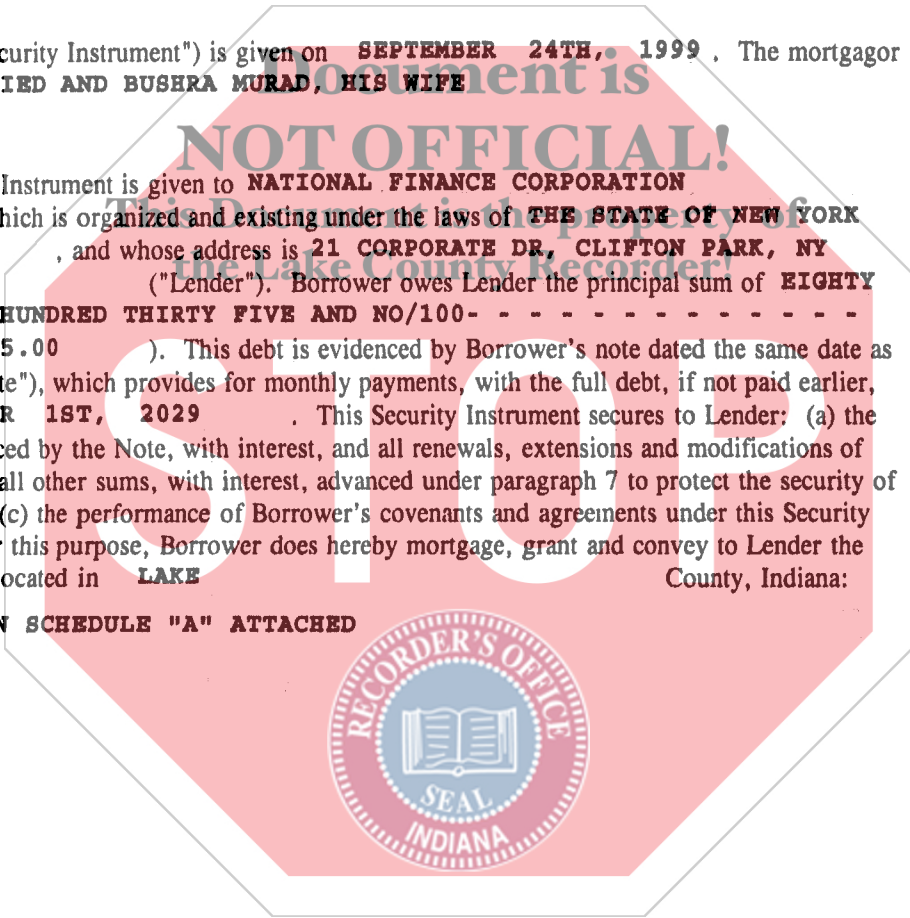 curity Instrument") is given on SEPTEMBER 24TH, 1999 . The mortgagor
IED AND BUSHRA MURAD, HIS WIFE
Document is
NOT OFFICIAL!
Instrument is given to NATIONAL FINANCE CORPORATION
hich is organized and existing under the laws of THE STATE OF NEW YORK
This Document is the property of
, and whose address is 21 CORPORATE DR, CLIFTON PARK, NY
the Lake County Recorder!
("Lender"). Borrower owes Lender the principal sum of EIGHTY
HUNDRED THIRTY FIVE AND NO/100- - - - - - - - - - - - - -
5.00 ). This debt is evidenced by Borrower's note dated the same date as
te"), which provides for monthly payments, with the full debt, if not paid earlier,
R 1ST, 2029 . This Security Instrument secures to Lender: (a) the
ced by the Note, with interest, and all renewals, extensions and modifications of
all other sums, with interest, advanced under paragraph 7 to protect the security of
(c) the performance of Borrower's covenants and agreements under this Security
this purpose, Borrower does hereby mortgage, grant and convey to Lender the
ocated in LAKE County, Indiana:
STOP
N SCHEDULE "A" ATTACHED
RECORDER'S OFFICE
SEAL
INDIANA